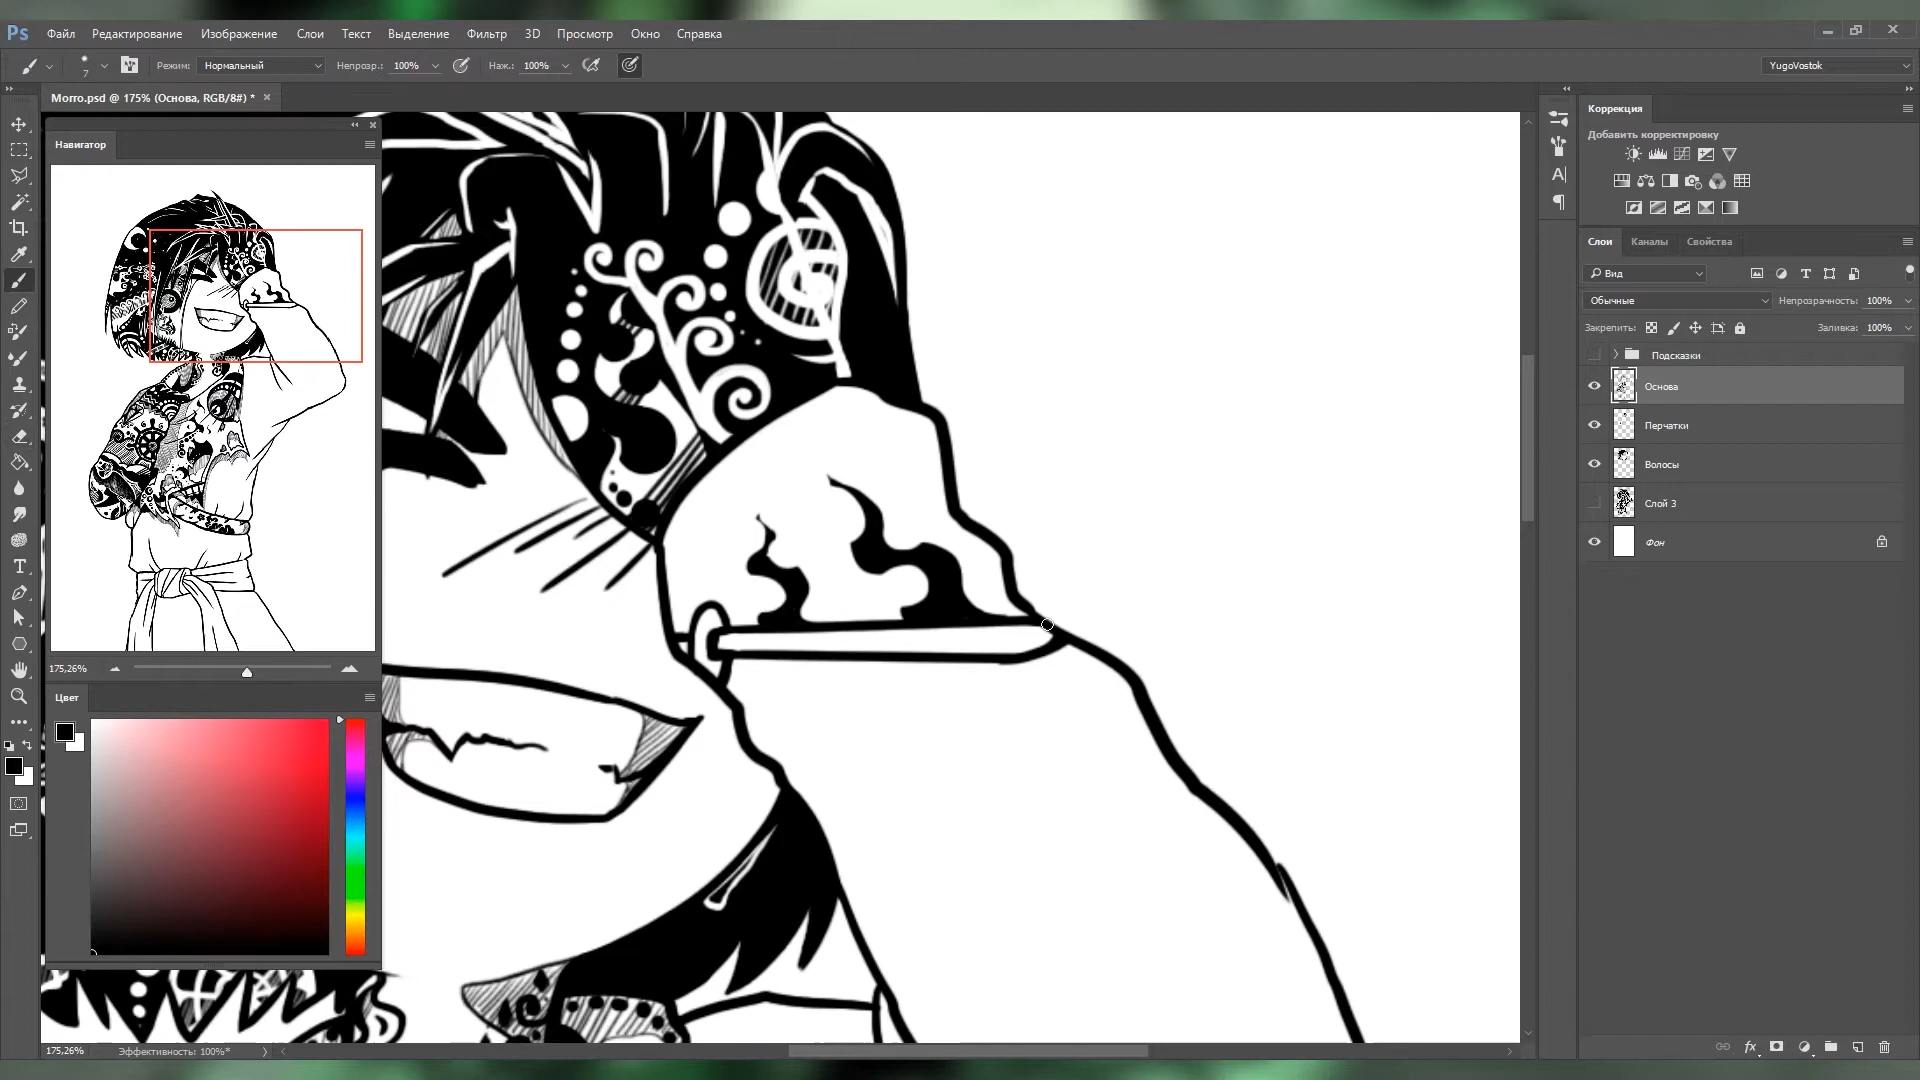 Ps Файл Редактирование Изображение Слои Текст Выделение Фильтр 3D Просмотр Окно Справка
7 Режим: Нормальный Непрозр.: 100% Наж.: 100% YugoVostok
Morro.psd @ 175% (Основа, RGB/8#) *
Навигатор
175,26%
Цвет
175,26% Эффективность: 100%*
Коррекция
Добавить корректировку
Слои Каналы Свойства
Вид
Обычные Непрозрачность: 100%
Закрепить: Заливка: 100%
Подсказки
Основа
Перчатки
Волосы
Слой 3
Фон